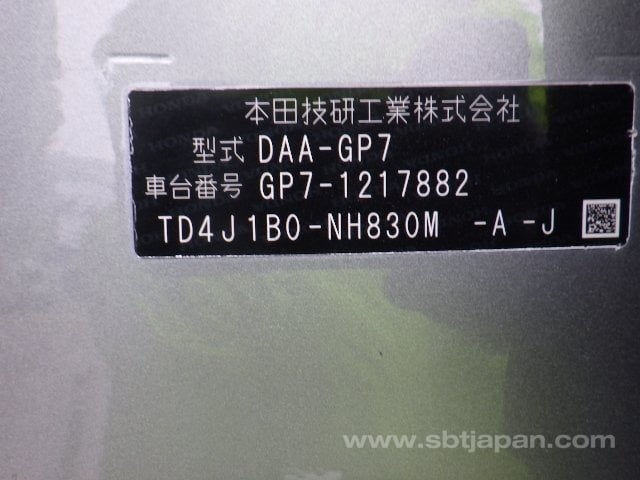 本田技研工業株式会社
型式 DAA-GP7
車台番号 GP7-1217882
TD4J1B0-NH830M -A -J
www.sbtjapan.com